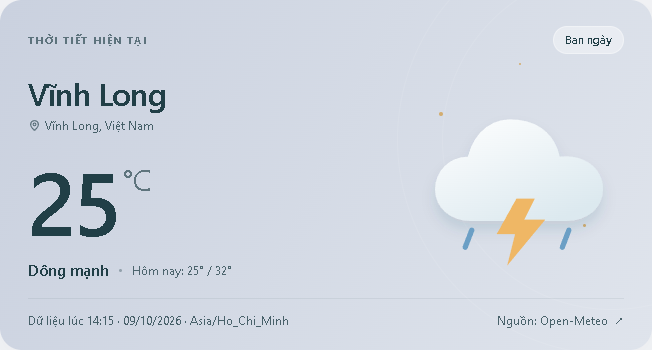 THỜI TIẾT HIỆN TẠI
Ban ngày
Vĩnh Long
Vĩnh Long, Việt Nam
25°C
Dông mạnh • Hôm nay: 25° / 32°
Dữ liệu lúc 14:15 · 09/10/2026 · Asia/Ho_Chi_Minh
Nguồn: Open-Meteo ↗